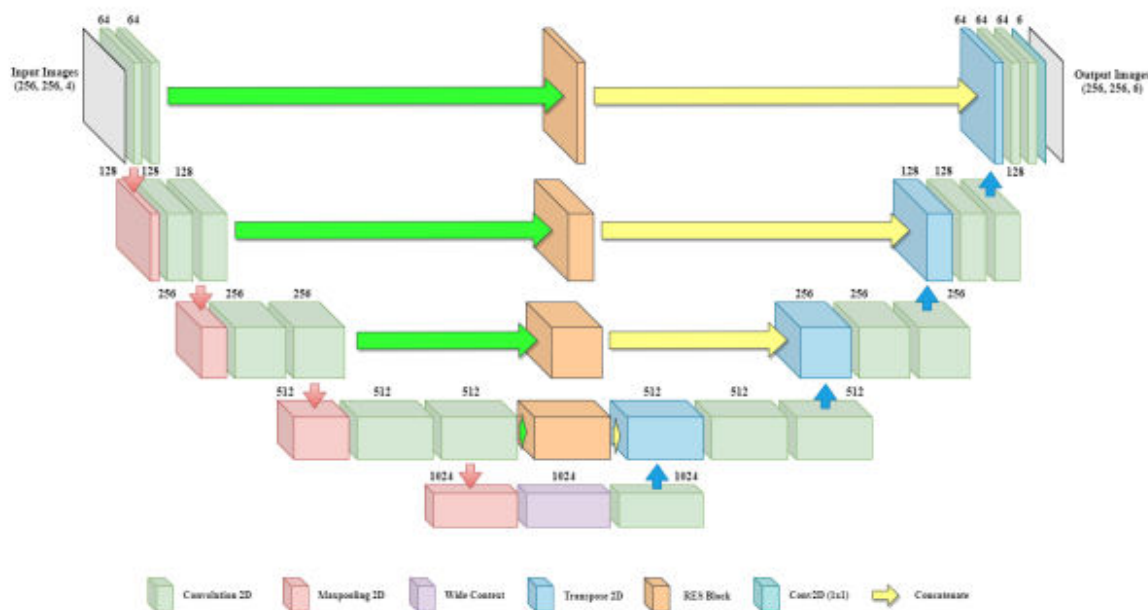 64 64
64 64 64 6
Input Images
(256, 256, 4)
Output Images
(256, 256, 6)
128 128 128
128 128 128
256 256 256
256 256 256
512 512 512
512 512 512
1024 1024 1024
Convolution 2D
Maxpooling 2D
Wide Context
Transpose 2D
RES Block
Conv2D (1x1)
Concatenate